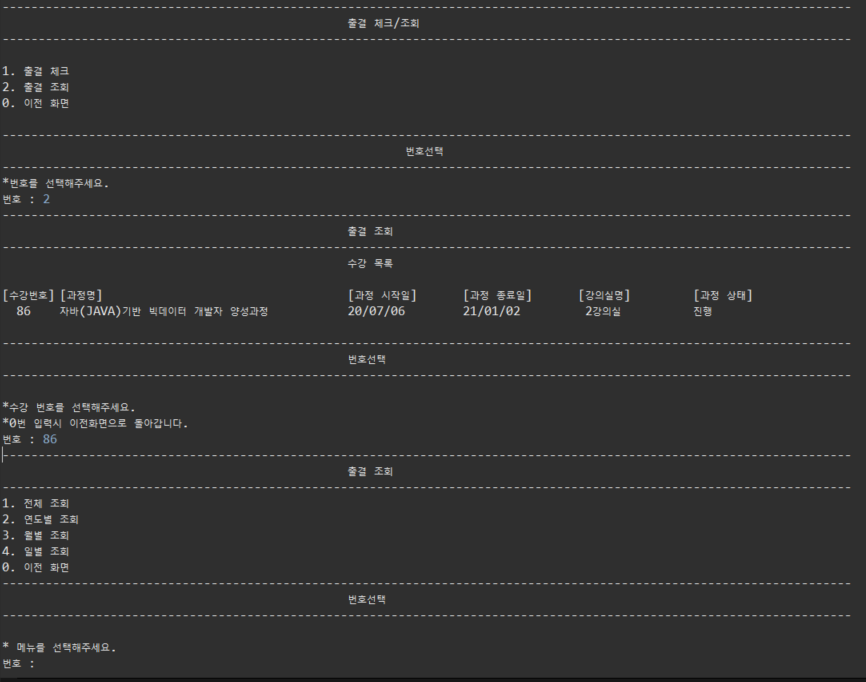 출결 체크/조회
1. 출결 체크
2. 출결 조회
0. 이전 화면
번호선택
*번호를 선택해주세요.
번호 : 2
출결 조회
수강 목록
[수강번호] [과정명] [과정 시작일] [과정 종료일] [강의실명] [과정 상태]
86 자바(JAVA)기반 빅데이터 개발자 양성과정 20/07/06 21/01/02 2강의실 진행
번호선택
*수강 번호를 선택해주세요.
*0번 입력시 이전화면으로 돌아갑니다.
번호 : 86
출결 조회
1. 전체 조회
2. 연도별 조회
3. 월별 조회
4. 일별 조회
0. 이전 화면
번호선택
* 메뉴를 선택해주세요.
번호 :